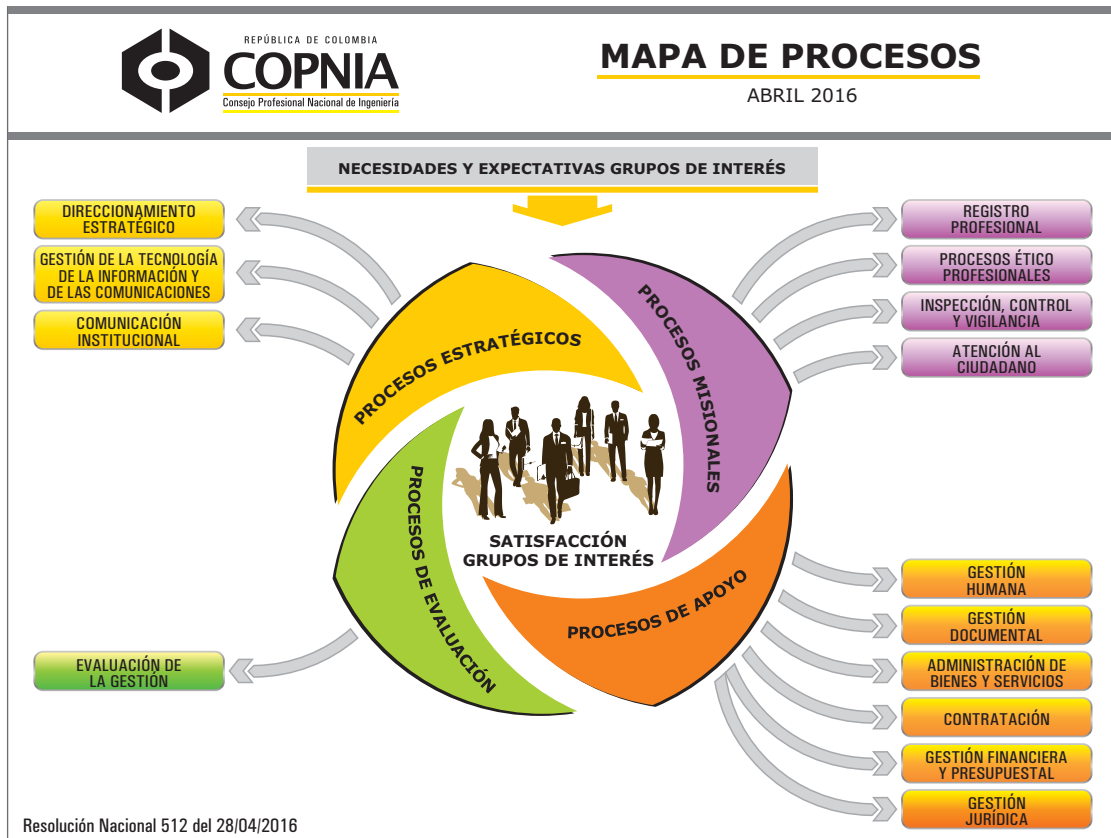 REPÚBLICA DE COLOMBIA
COPNIA
Consejo Profesional Nacional de Ingeniería
MAPA DE PROCESOS
ABRIL 2016
NECESIDADES Y EXPECTATIVAS GRUPOS DE INTERÉS
DIRECCIONAMIENTO
ESTRATÉGICO
GESTIÓN DE LA TECNOLOGÍA
DE LA INFORMACIÓN Y
DE LAS COMUNICACIONES
COMUNICACIÓN
INSTITUCIONAL
PROCESOS ESTRATÉGICOS
PROCESOS MISIONALES
REGISTRO
PROFESIONAL
PROCESOS ÉTICO
PROFESIONALES
INSPECCIÓN, CONTROL
Y VIGILANCIA
ATENCIÓN AL
CIUDADANO
SATISFACCIÓN
GRUPOS DE INTERÉS
PROCESOS DE EVALUACIÓN
PROCESOS DE APOYO
EVALUACIÓN DE
LA GESTIÓN
GESTIÓN
HUMANA
GESTIÓN
DOCUMENTAL
ADMINISTRACIÓN DE
BIENES Y SERVICIOS
CONTRATACIÓN
GESTIÓN FINANCIERA
Y PRESUPUESTAL
GESTIÓN
JURÍDICA
Resolución Nacional 512 del 28/04/2016